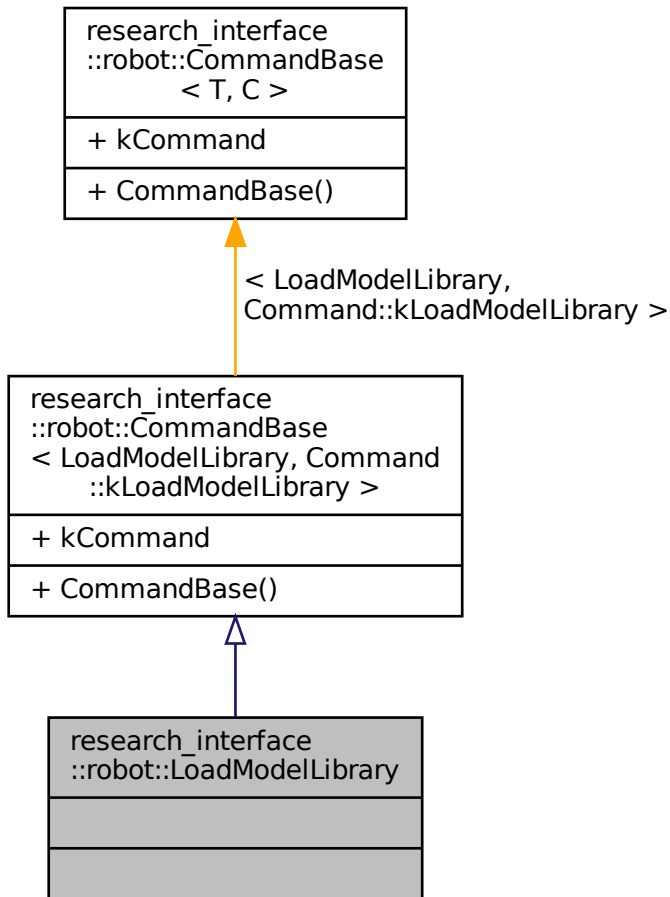 research_interface
::robot::CommandBase
< T, C >
+ kCommand
+ CommandBase()
< LoadModelLibrary,
Command::kLoadModelLibrary >
research_interface
::robot::CommandBase
< LoadModelLibrary, Command
::kLoadModelLibrary >
+ kCommand
+ CommandBase()
research_interface
::robot::LoadModelLibrary